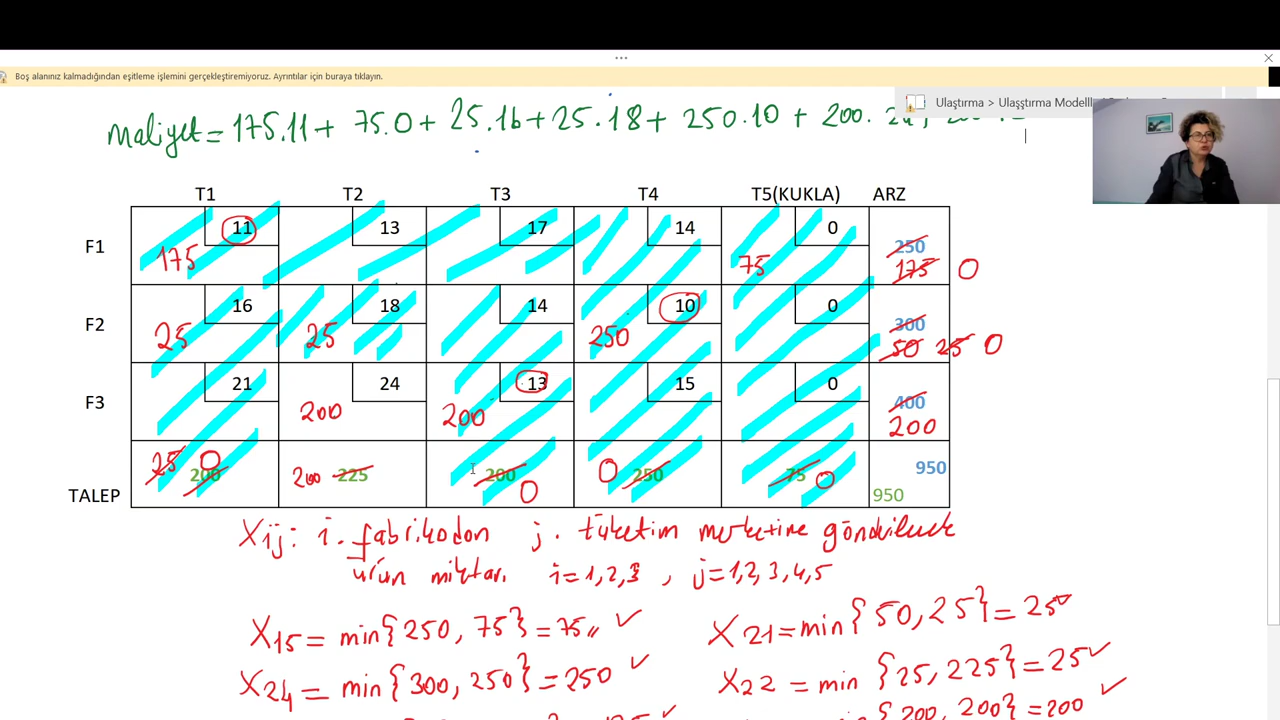 Boş alanınız kalmadığından eşitleme işlemini gerçekleştiremiyoruz. Ayrıntılar için buraya tıklayın.
Ulaştırma > Ulaşştırma Modelll
Maliyet = 175.11 + 75.0 + 25.16 + 25.18 + 250.10 + 200.
T1 T2 T3 T4 T5(KUKLA) ARZ
F1 11 175 13 17 14 0 75 250 175 0
F2 16 25 18 25 14 10 250 0 300 50 25 0
F3 21 24 200 13 200 15 0 400 200
TALEP 25 0 200 200 225 200 0 0 250 75 0 950 950
Xij: i. fabrikadan j. tüketim merkezine gönderilecek
ürün miktarı i=1,2,3 , j=1,2,3,4,5
X15 = min{250, 75} = 75 ✓
X21 = min{50, 25} = 25 ✓
X24 = min{300, 250} = 250 ✓
X22 = min{25, 225} = 25 ✓
{200, 200} = 200 ✓